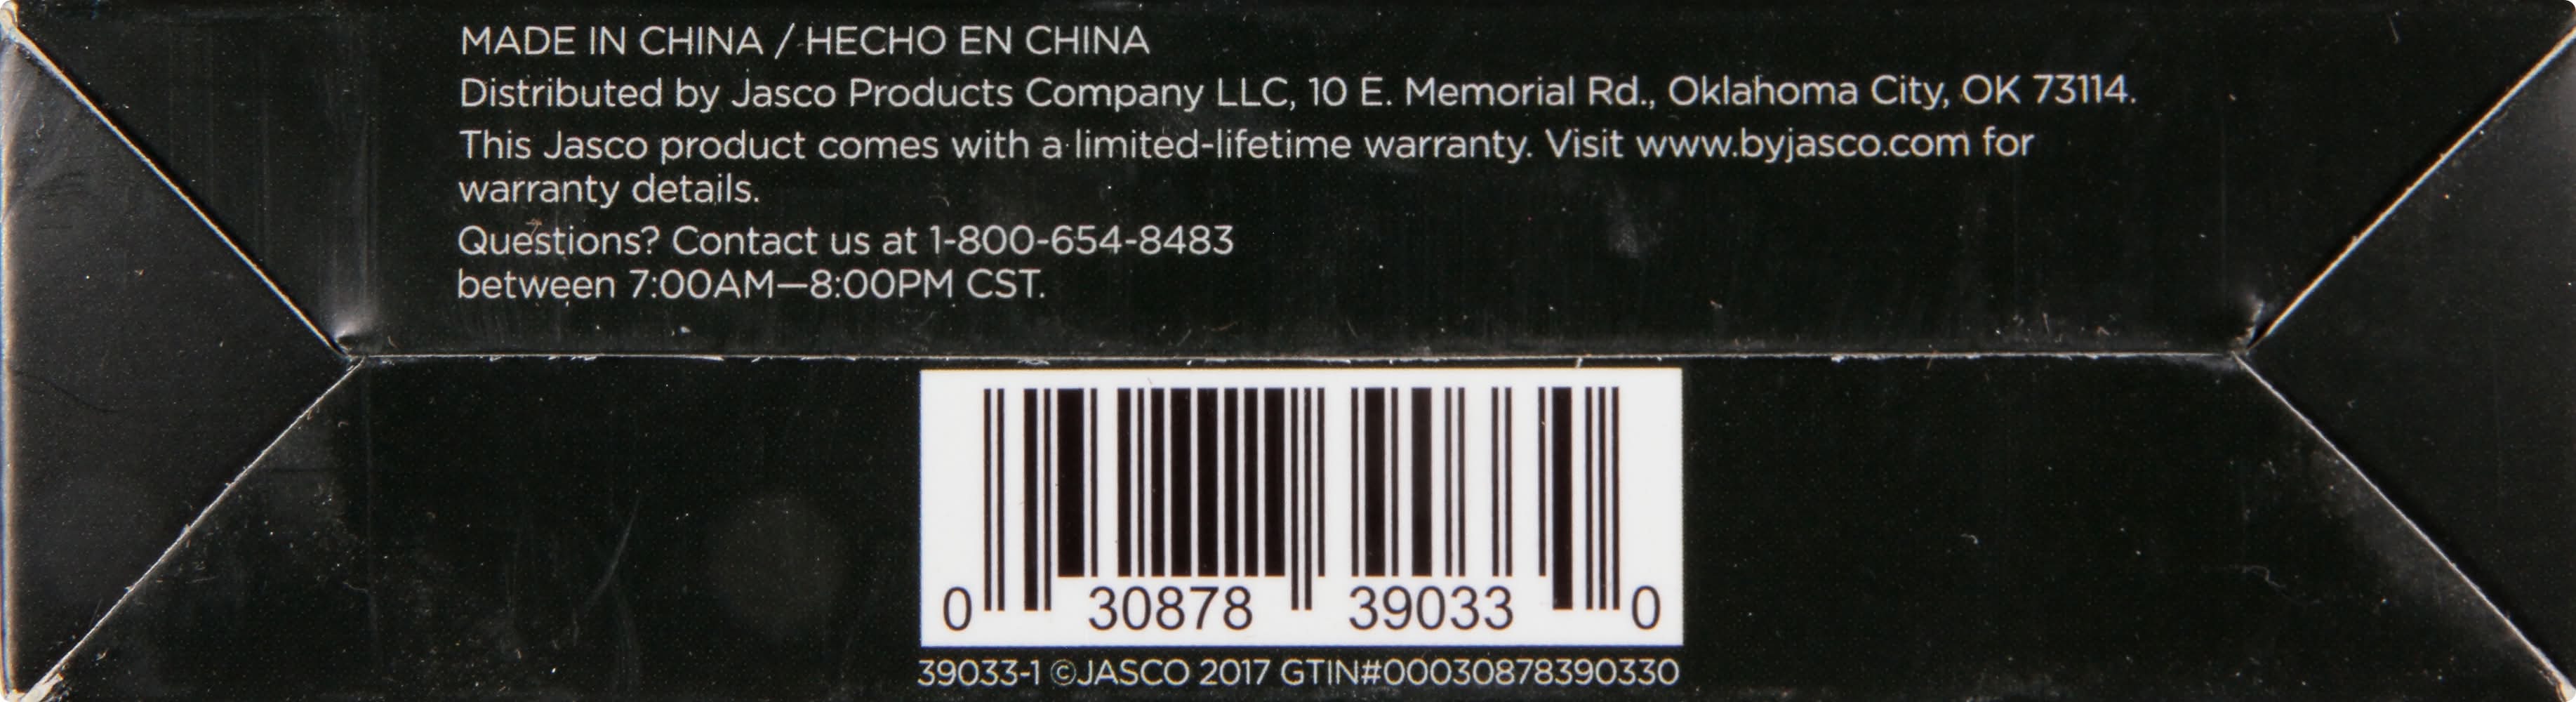 MADE IN CHINA / HECHO EN CHINA
Distributed by Jasco Products Company LLC, 10 E. Memorial Rd., Oklahoma City, OK 73114.
This Jasco product comes with a limited-lifetime warranty. Visit www.byjasco.com for
warranty details.
Questions? Contact us at 1-800-654-8483
between 7:00AM—8:00PM CST.
0 30878 39033 0
39033-1 ©JASCO 2017 GTIN#00030878390330